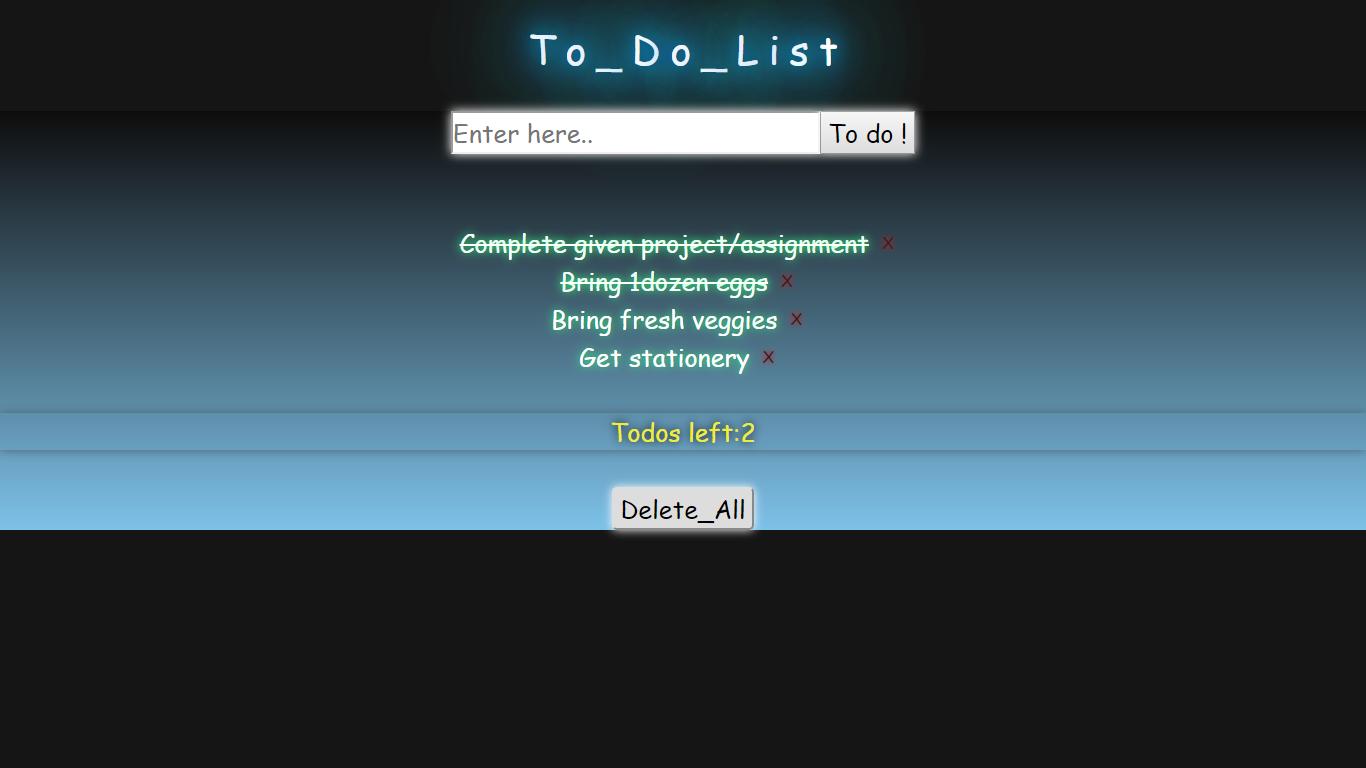 To_Do_List
Enter here.. To do !
Complete given project/assignment x
Bring 1dozen eggs x
Bring fresh veggies x
Get stationery x
Todos left:2
Delete_All